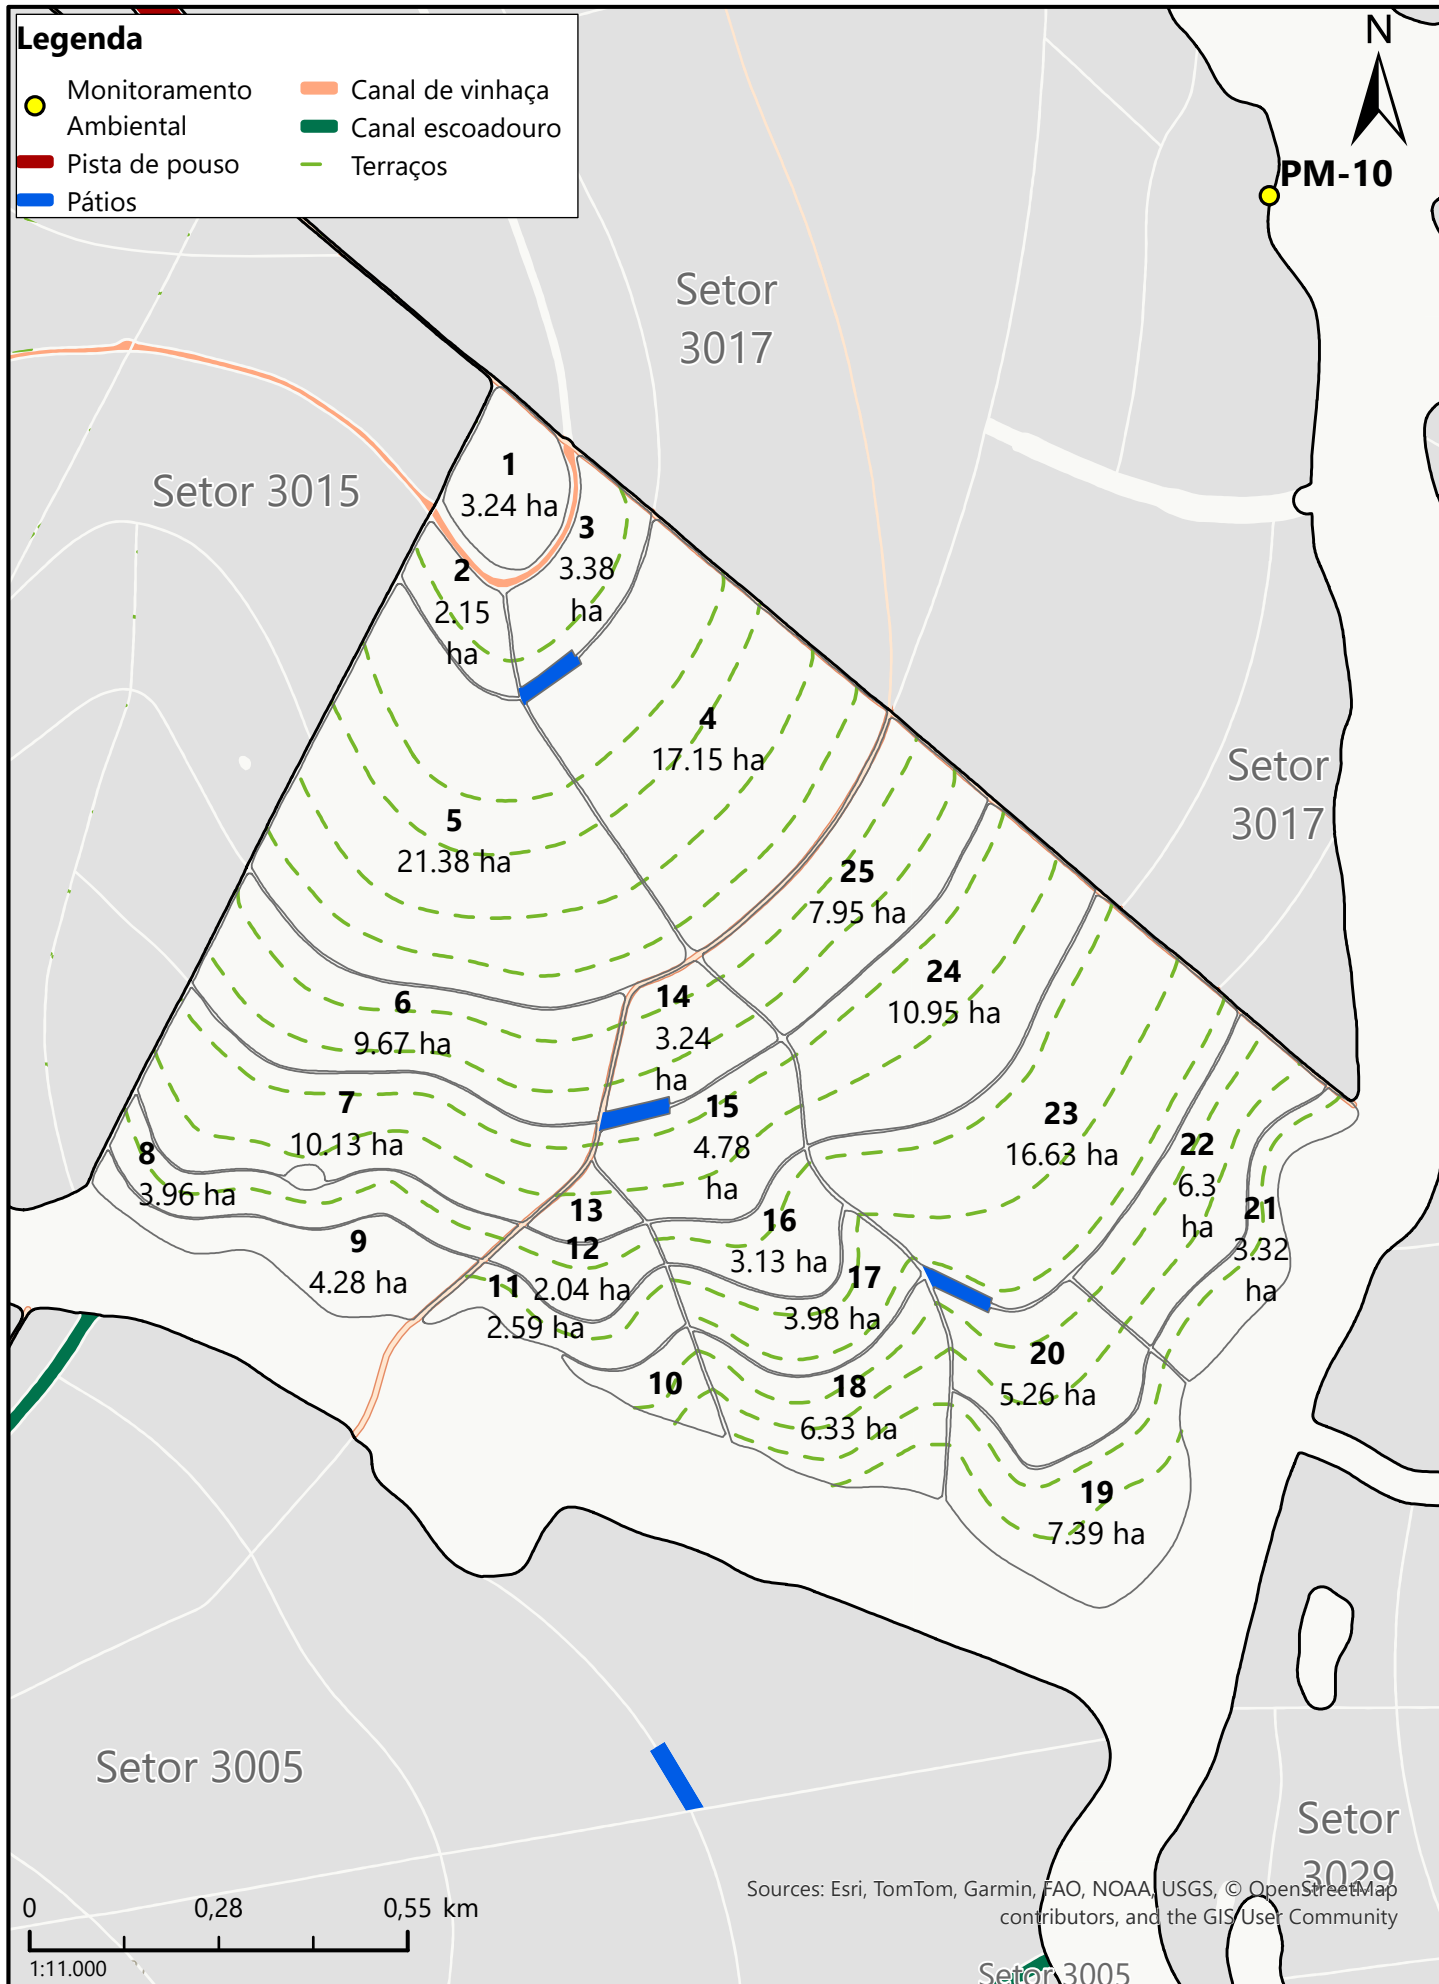 Legenda
Monitoramento
Ambiental
Pista de pouso
Pátios
Canal de vinhaça
Canal escoadouro
Terraços
N
PM-10
Setor
3017
Setor 3015
1
3.24 ha
3
3.38
ha
2
2.15
ha
4
17.15 ha
Setor
3017
5
21.38 ha
25
7.95 ha
24
10.95 ha
6
9.67 ha
14
3.24
ha
7
10.13 ha
15
4.78
ha
23
16.63 ha
22
6.3
ha
8
3.96 ha
21
3.32
ha
13
16
3.13 ha
9
4.28 ha
12
2.04 ha
11
2.59 ha
17
3.98 ha
20
5.26 ha
10
18
6.33 ha
19
7.39 ha
Setor 3005
Setor
3029
Sources: Esri, TomTom, Garmin, FAO, NOAA, USGS, © OpenStreetMap
contributors, and the GIS User Community
0 0,28 0,55 km
1:11.000
Setor 3005